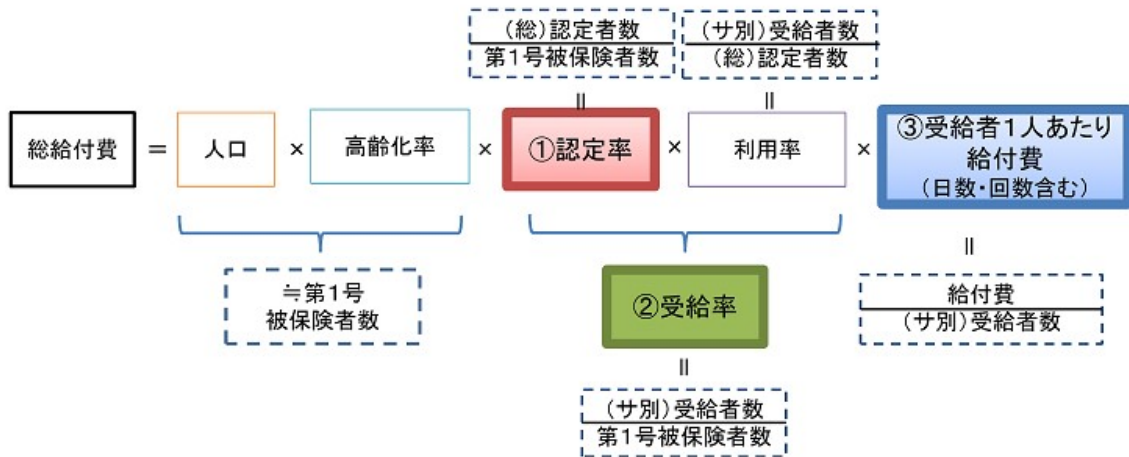 (総)認定者数
第1号被保険者数
(サ別)受給者数
(総)認定者数
=
=
総給付費
=
人口
×
高齢化率
×
①認定率
×
利用率
×
③受給者1人あたり
給付費
(日数・回数含む)
≒第1号
被保険者数
②受給率
=
給付費
(サ別)受給者数
=
(サ別)受給者数
第1号被保険者数